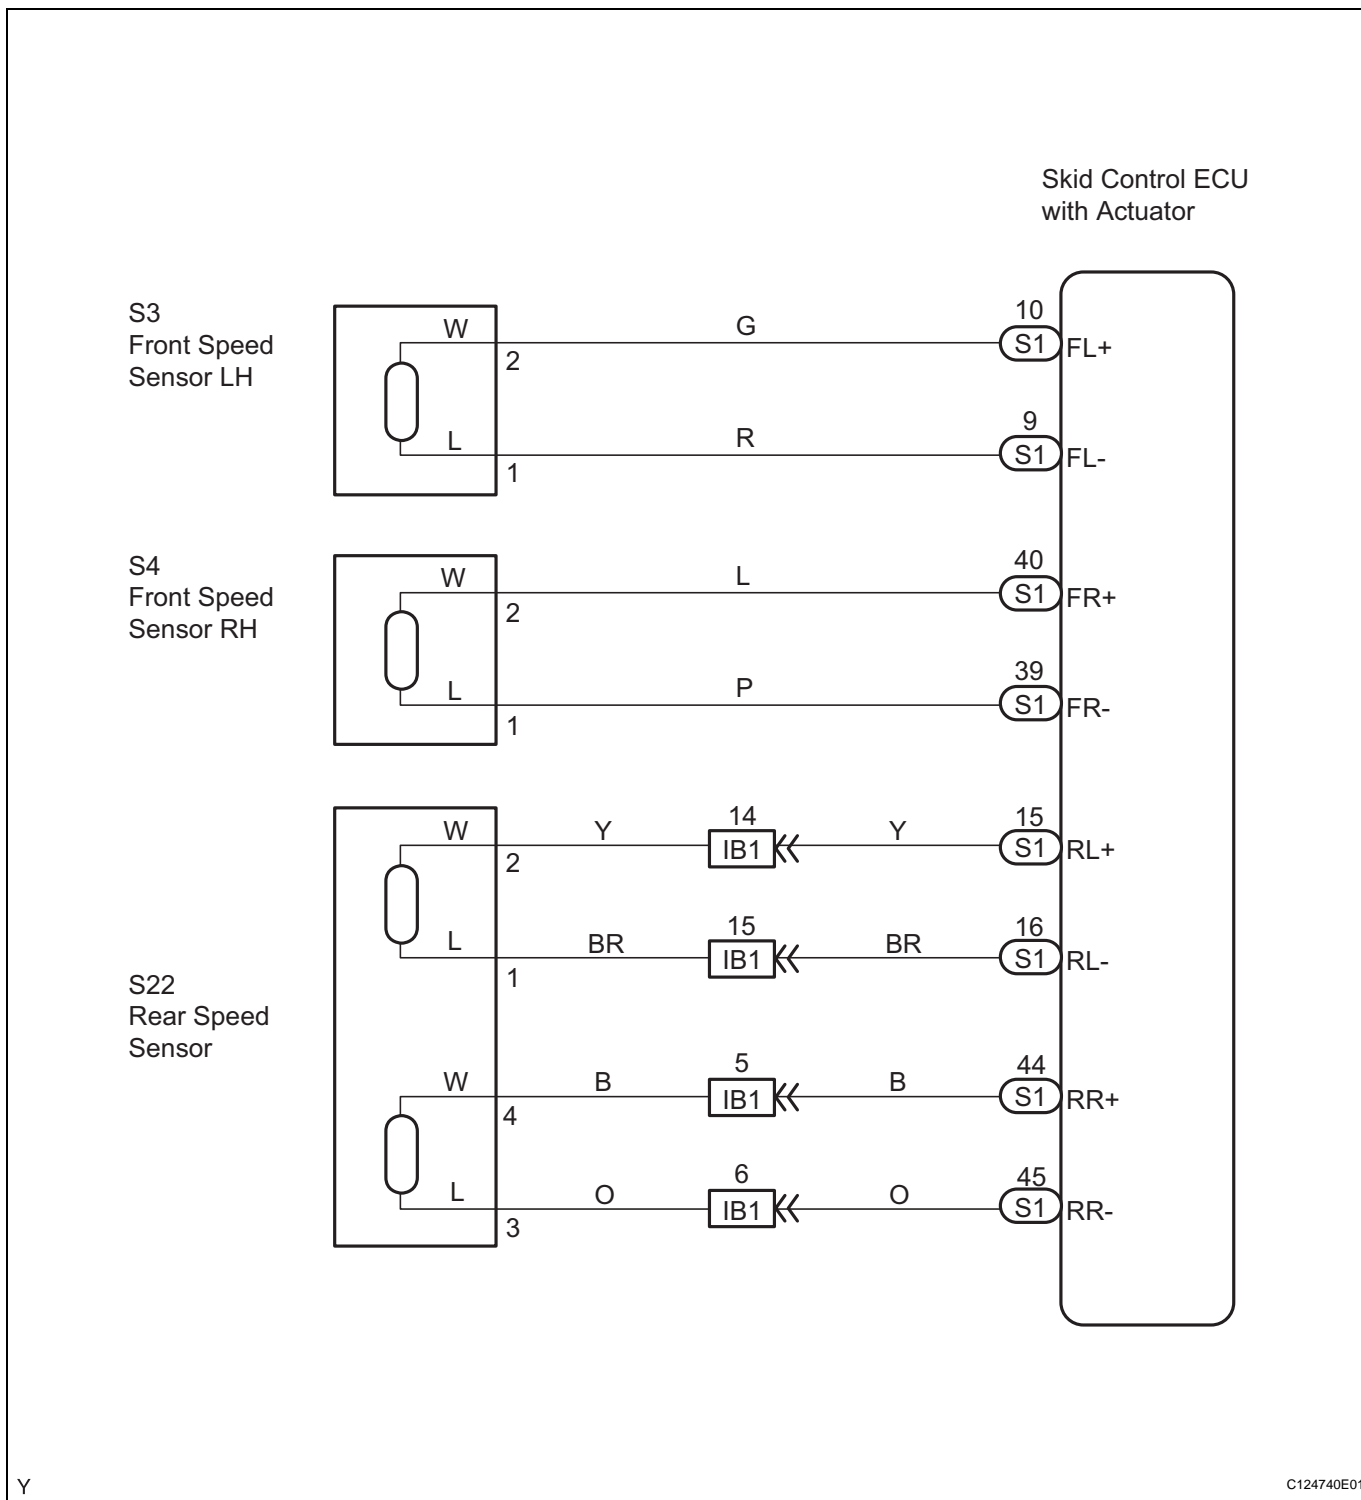 Skid Control ECU
with Actuator
S3
Front Speed
Sensor LH
W
2
G
10
S1
FL+
L
1
R
9
S1
FL-
S4
Front Speed
Sensor RH
W
2
L
40
S1
FR+
L
1
P
39
S1
FR-
S22
Rear Speed
Sensor
W
2
Y
14
IB1
Y
15
S1
RL+
L
1
BR
15
IB1
BR
16
S1
RL-
W
4
B
5
IB1
B
44
S1
RR+
L
3
O
6
IB1
O
45
S1
RR-
Y
C124740E01